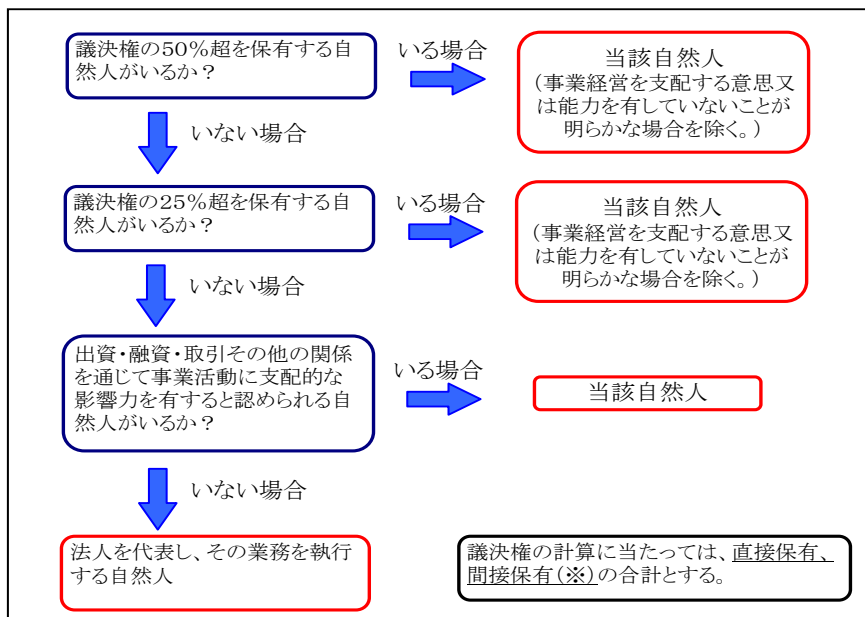 議決権の50%超を保有する自
然人がいるか?
いる場合
当該自然人
(事業経営を支配する意思又
は能力を有していないことが
明らかな場合を除く。)
いない場合
議決権の25%超を保有する自
然人がいるか?
いる場合
当該自然人
(事業経営を支配する意思又
は能力を有していないことが
明らかな場合を除く。)
いない場合
出資・融資・取引その他の関係
を通じて事業活動に支配的な
影響力を有すると認められる自
然人がいるか?
いる場合
当該自然人
いない場合
法人を代表し、その業務を執行
する自然人
議決権の計算に当たっては、直接保有、
間接保有(※)の合計とする。